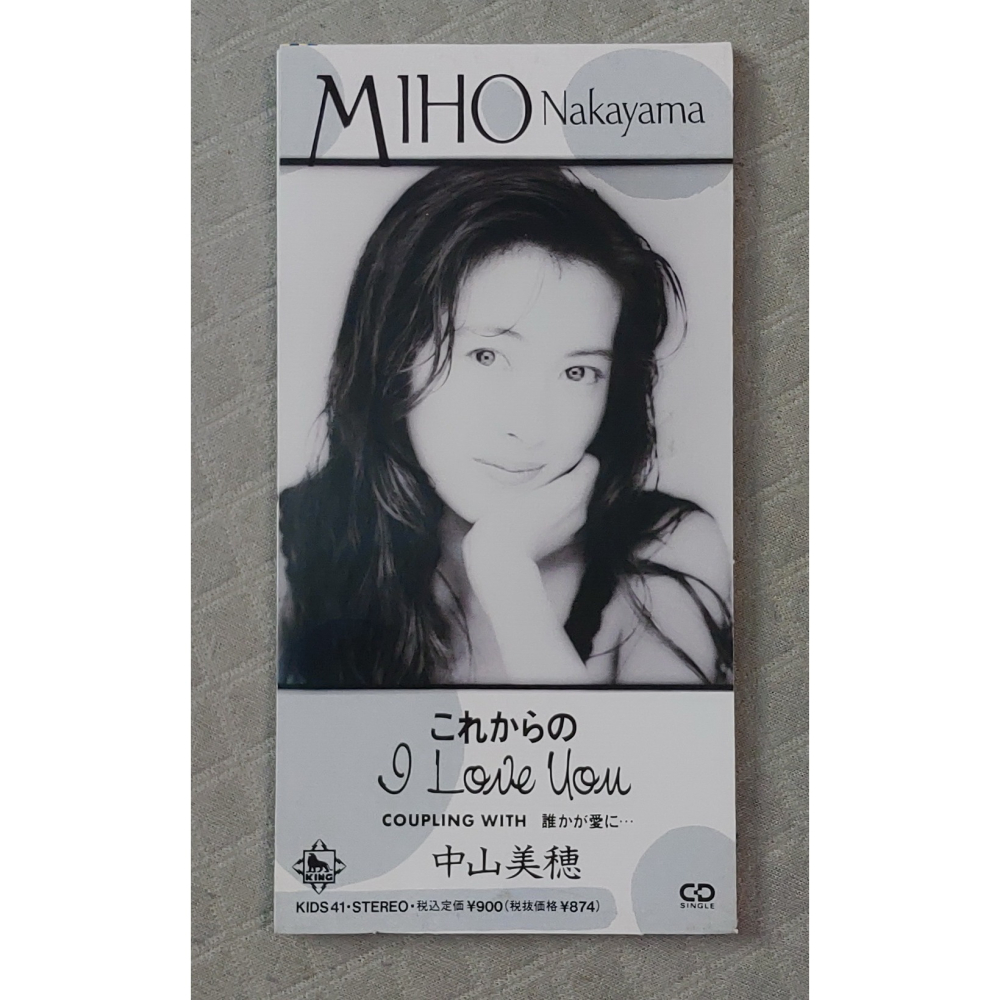 MIHO Nakayama
これからの
I Love You
COUPLING WITH 誰かが愛に…
中山美穂
KING
KIDS 41・STEREO・税込定価¥900(税抜価格¥874)
CD
SINGLE